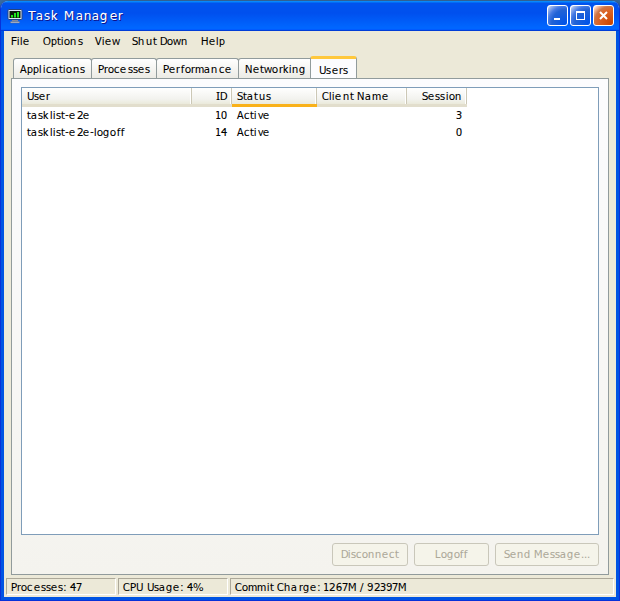 Task Manager
File Options View Shut Down Help
Applications Processes Performance Networking Users
User ID Status Client Name Session
tasklist-e2e 10 Active 3
tasklist-e2e-logoff 14 Active 0
Disconnect Logoff Send Message...
Processes: 47 CPU Usage: 4% Commit Charge: 1267M / 92397M